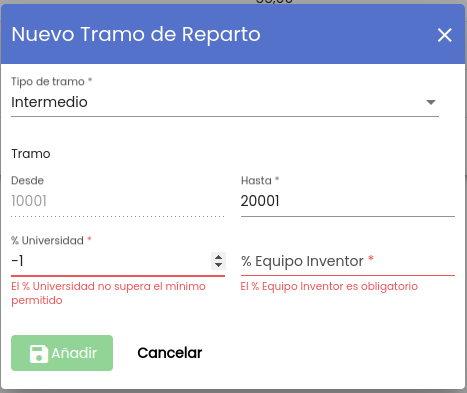 Nuevo Tramo de Reparto
Tipo de tramo *
Intermedio
Tramo
Desde
Hasta *
10001
20001
% Universidad *
-1
% Equipo Inventor *
El % Universidad no supera el mínimo
permitido
El % Equipo Inventor es obligatorio
Añadir
Cancelar